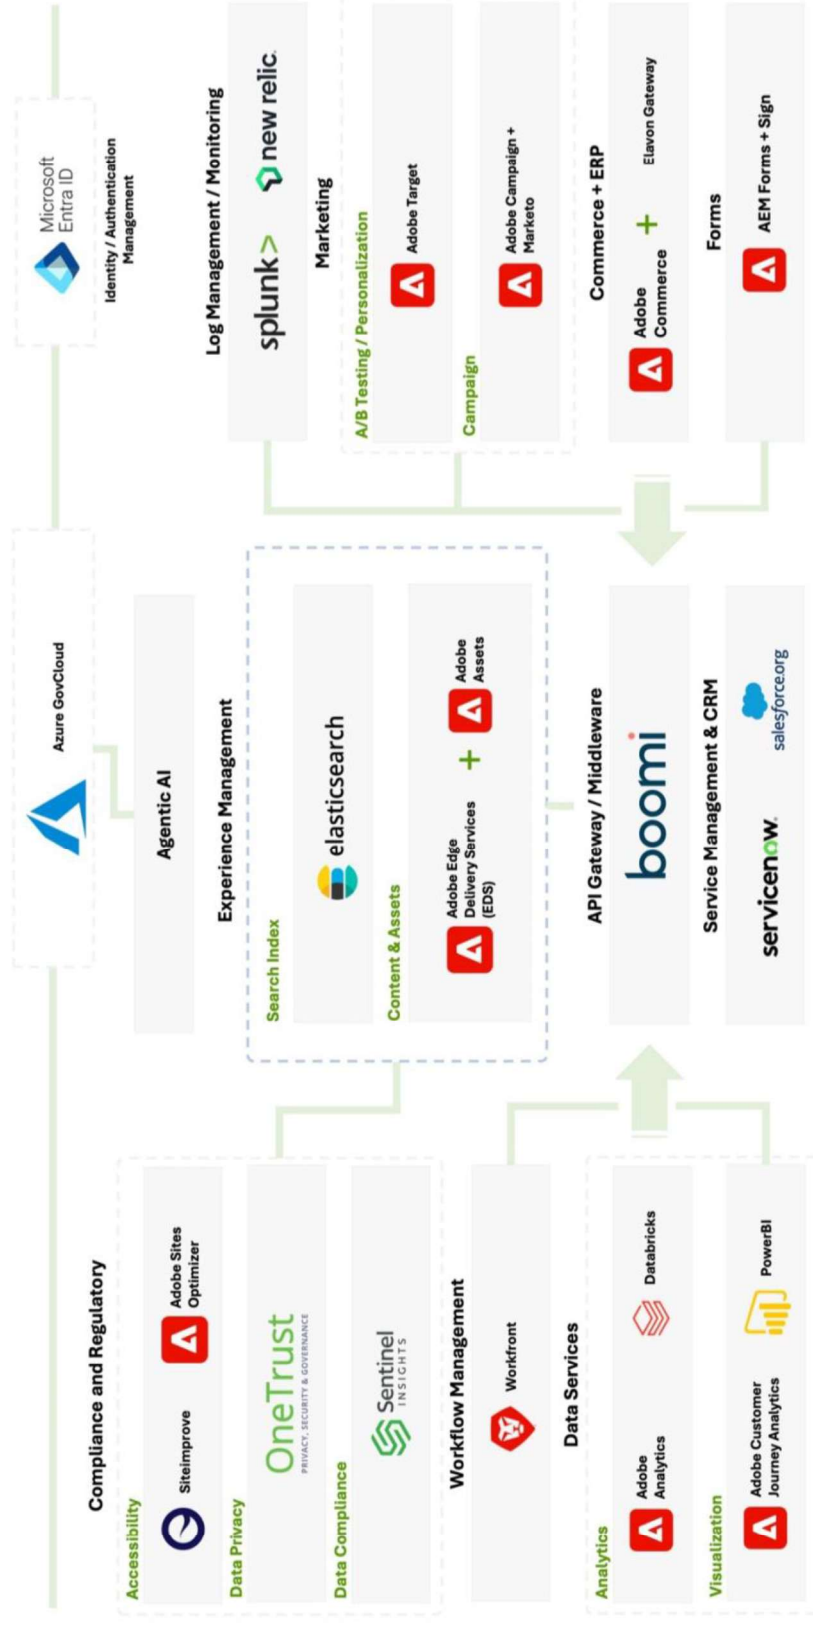 Azure GovCloud
Microsoft
Entra ID
Identity / Authentication
Management
Compliance and Regulatory
Accessibility
Siteimprove
Adobe Sites
Optimizer
Data Privacy
OneTrust
PRIVACY, SECURITY & GOVERNANCE
Data Compliance
Sentinel
INSIGHTS
Workflow Management
Workfront
Data Services
Analytics
Adobe
Analytics
Databricks
Visualization
Adobe Customer
Journey Analytics
PowerBI
Agentic AI
Experience Management
Search Index
elasticsearch
Content & Assets
Adobe Edge
Delivery Services
(EDS)
+
Adobe
Assets
API Gateway / Middleware
boomi
Service Management & CRM
servicenow.
salesforce.org
Log Management / Monitoring
splunk>
new relic.
Marketing
A/B Testing / Personalization
Adobe Target
Campaign
Adobe Campaign +
Marketo
Commerce + ERP
Adobe
Commerce
+
Elavon Gateway
Forms
AEM Forms + Sign